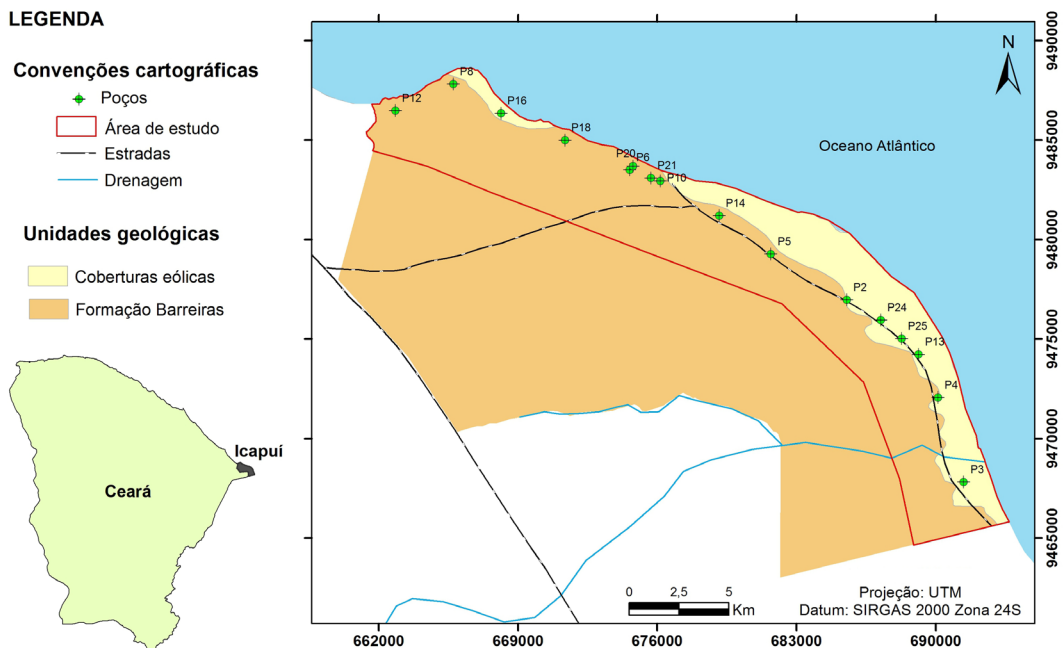 LEGENDA
Convenções cartográficas
Poços
Área de estudo
Estradas
Drenagem
Unidades geológicas
Coberturas eólicas
Formação Barreiras
Icapuí
Ceará
P8
P12
P16
P18
P20
P6
P21
P10
P14
P5
P2
P24
P25
P13
P4
P3
N
Oceano Atlântico
0 2,5 5
Km
Projeção: UTM
Datum: SIRGAS 2000 Zona 24S
9490000
9485000
9480000
9475000
9470000
9465000
662000 669000 676000 683000 690000